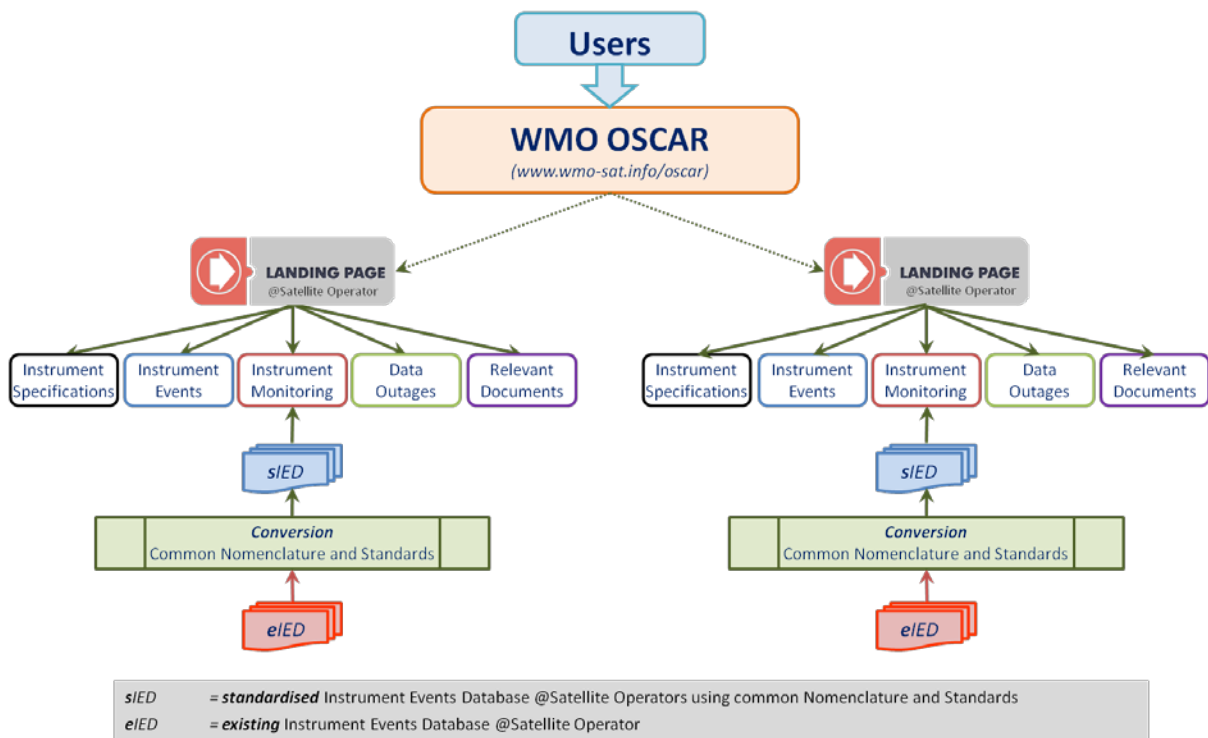 Users
WMO OSCAR
(www.wmo-sat.info/oscar)
LANDING PAGE
@Satellite Operator
LANDING PAGE
@Satellite Operator
Instrument
Specifications
Instrument
Events
Instrument
Monitoring
Data
Outages
Relevant
Documents
Instrument
Specifications
Instrument
Events
Instrument
Monitoring
Data
Outages
Relevant
Documents
sIED
sIED
Conversion
Common Nomenclature and Standards
Conversion
Common Nomenclature and Standards
eIED
eIED
sIED = standardised Instrument Events Database @Satellite Operators using common Nomenclature and Standards
eIED = existing Instrument Events Database @Satellite Operator